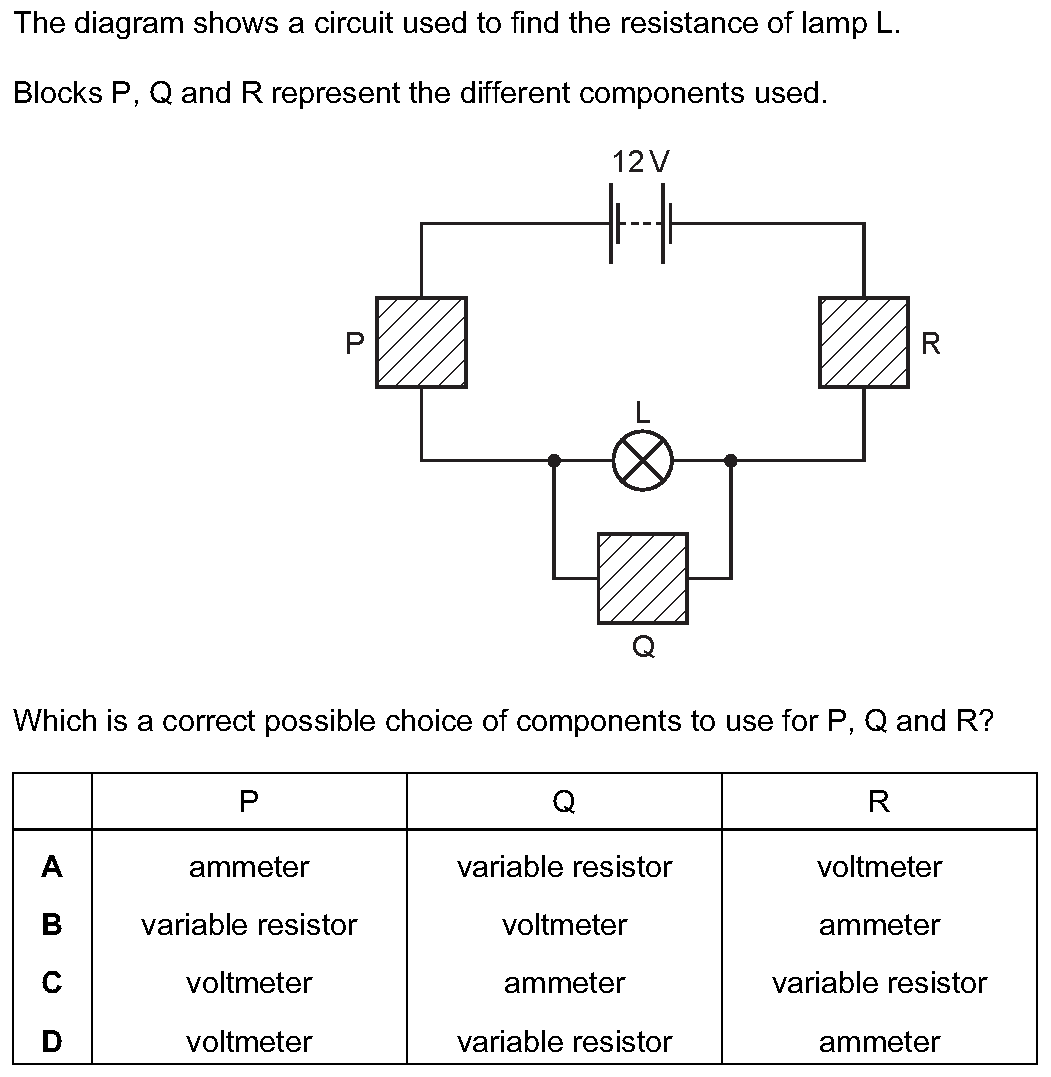 The diagram shows a circuit used to find the resistance of lamp L.
Blocks P, Q and R represent the different components used.
12 V
P
R
L
Q
Which is a correct possible choice of components to use for P, Q and R?
P Q R
A ammeter variable resistor voltmeter
B variable resistor voltmeter ammeter
C voltmeter ammeter variable resistor
D voltmeter variable resistor ammeter